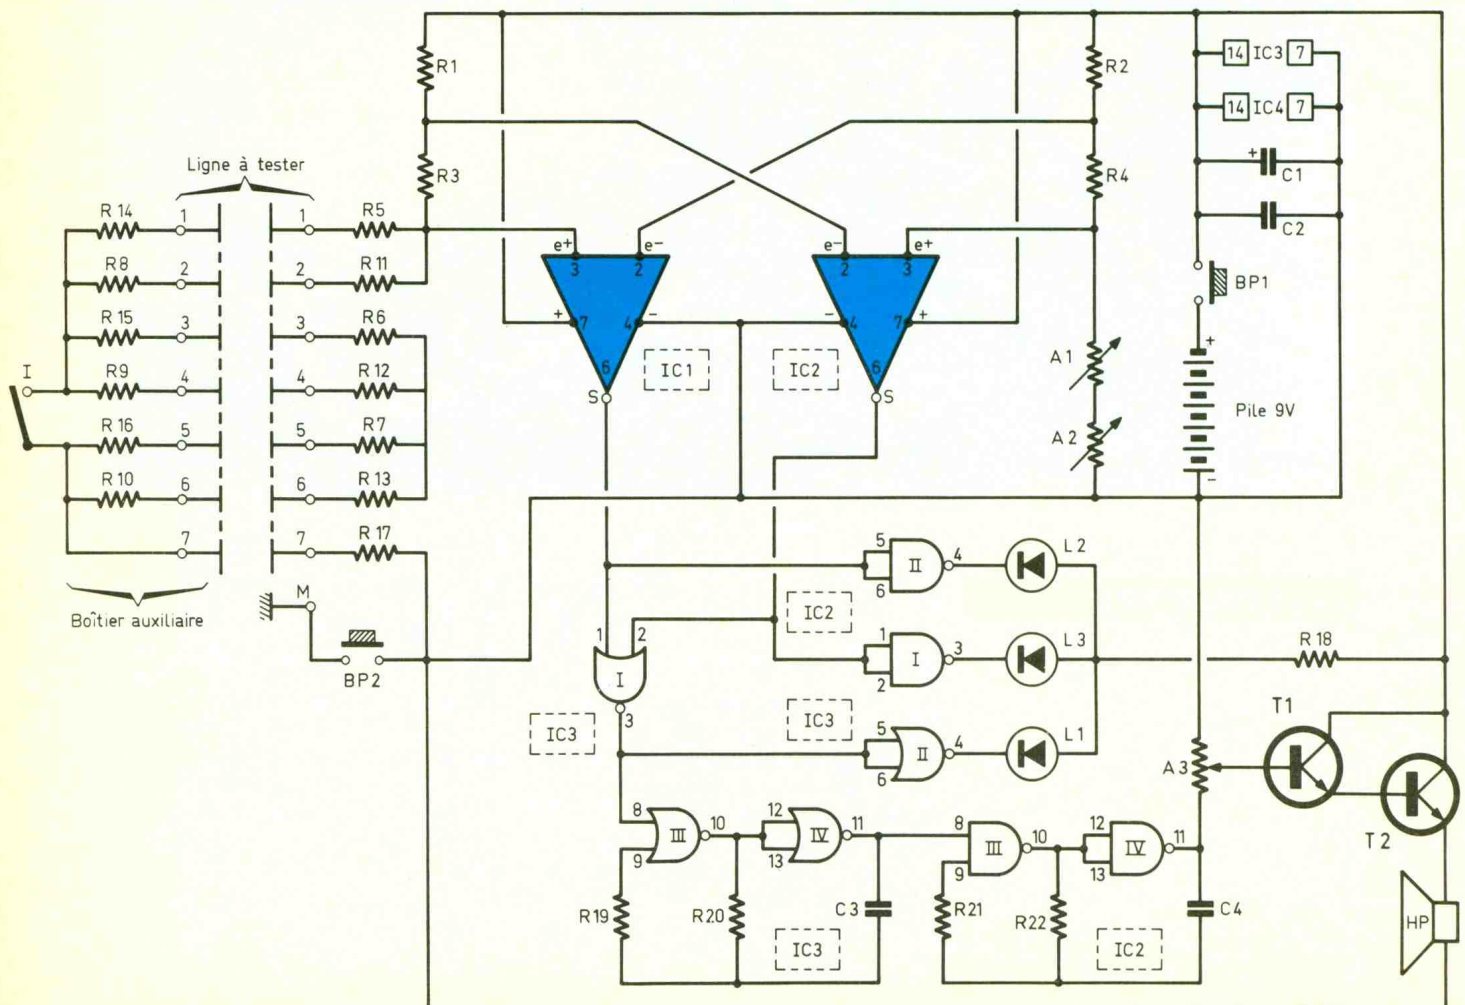 R1
R2
14 IC3 7
14 IC4 7
Ligne à tester
R3
R4
+ C1
R 14 1 1 R5
C2
e+ e- e- e+
3 2 2 3
R8 2 2 R11
BP1
R15 3 3 R6
+ 7 4 - - 4 7 +
+
A1
I
R9 4 4 R12
6 IC1 IC2 6
S S
Pile 9V
R16 5 5 R7
A2
R10 6 6 R13
-
7 7 R17
5 II 4 L2
6
M
Boîtier auxiliaire
IC2
BP2
1 2
1 I 3 L3
2
R 18
I
3
IC3
IC3
T1
5 II 4 L1
6
A3
T2
8 III 10 12 IV 11 8 III 10 12 IV 11
9 13 9 13
R19 R20 C3 R21 R22 C4
IC3 IC2
HP